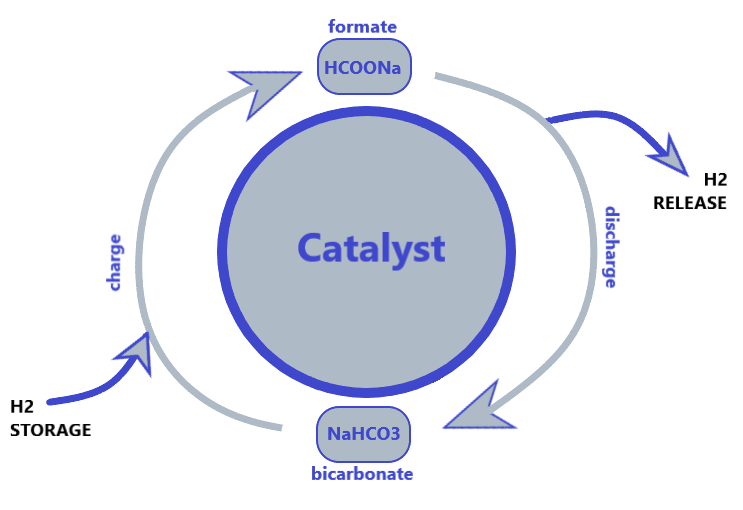 formate
HCOONa
H2
RELEASE
discharge
Catalyst
charge
H2
STORAGE
NaHCO3
bicarbonate